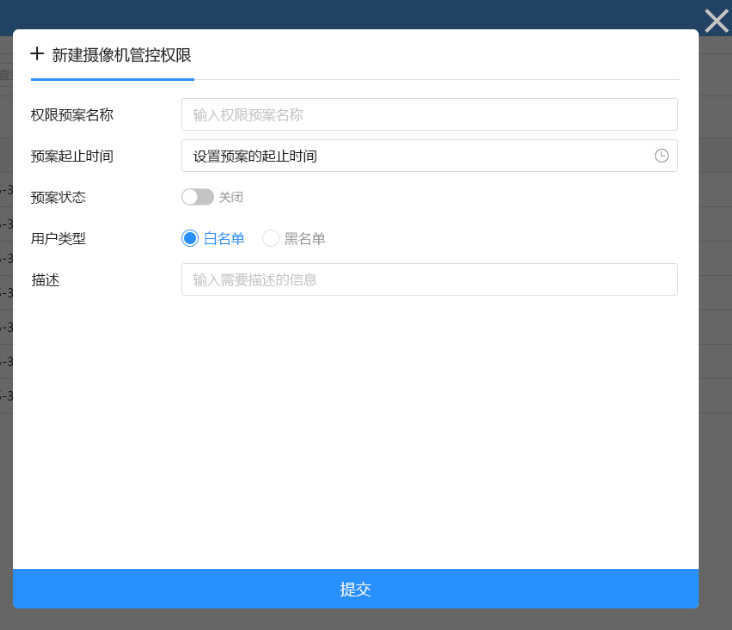 新建摄像机管控权限
权限预案名称 输入权限预案名称
预案起止时间 设置预案的起止时间
预案状态 关闭
用户类型 白名单 黑名单
描述 输入需要描述的信息
提交